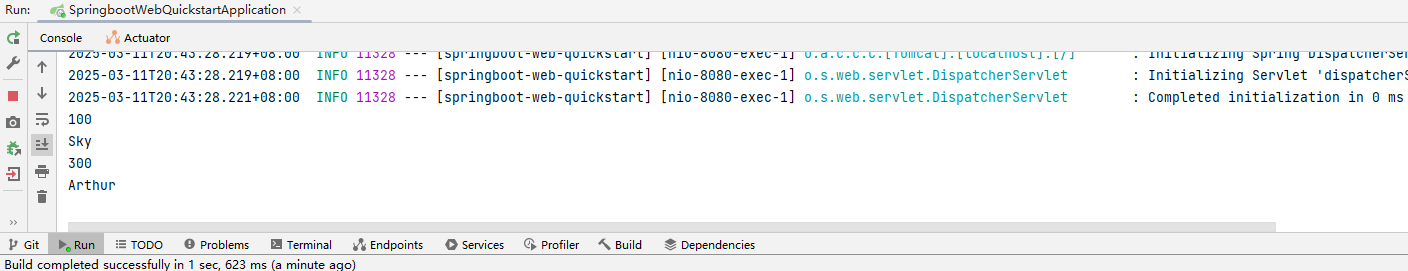 Run: SpringbootWebQuickstartApplication
Console Actuator
2025-03-11T20:43:28.219+08:00 INFO 11328 --- [springboot-web-quickstart] [nio-8080-exec-1] o.a.c.c.C.[Tomcat].[localhost].[/] : Initializing Spring DispatcherSer
2025-03-11T20:43:28.219+08:00 INFO 11328 --- [springboot-web-quickstart] [nio-8080-exec-1] o.s.web.servlet.DispatcherServlet : Initializing Servlet 'dispatcherS
2025-03-11T20:43:28.221+08:00 INFO 11328 --- [springboot-web-quickstart] [nio-8080-exec-1] o.s.web.servlet.DispatcherServlet : Completed initialization in 0 ms
100
Sky
300
Arthur
Git Run TODO Problems Terminal Endpoints Services Profiler Build Dependencies
Build completed successfully in 1 sec, 623 ms (a minute ago)